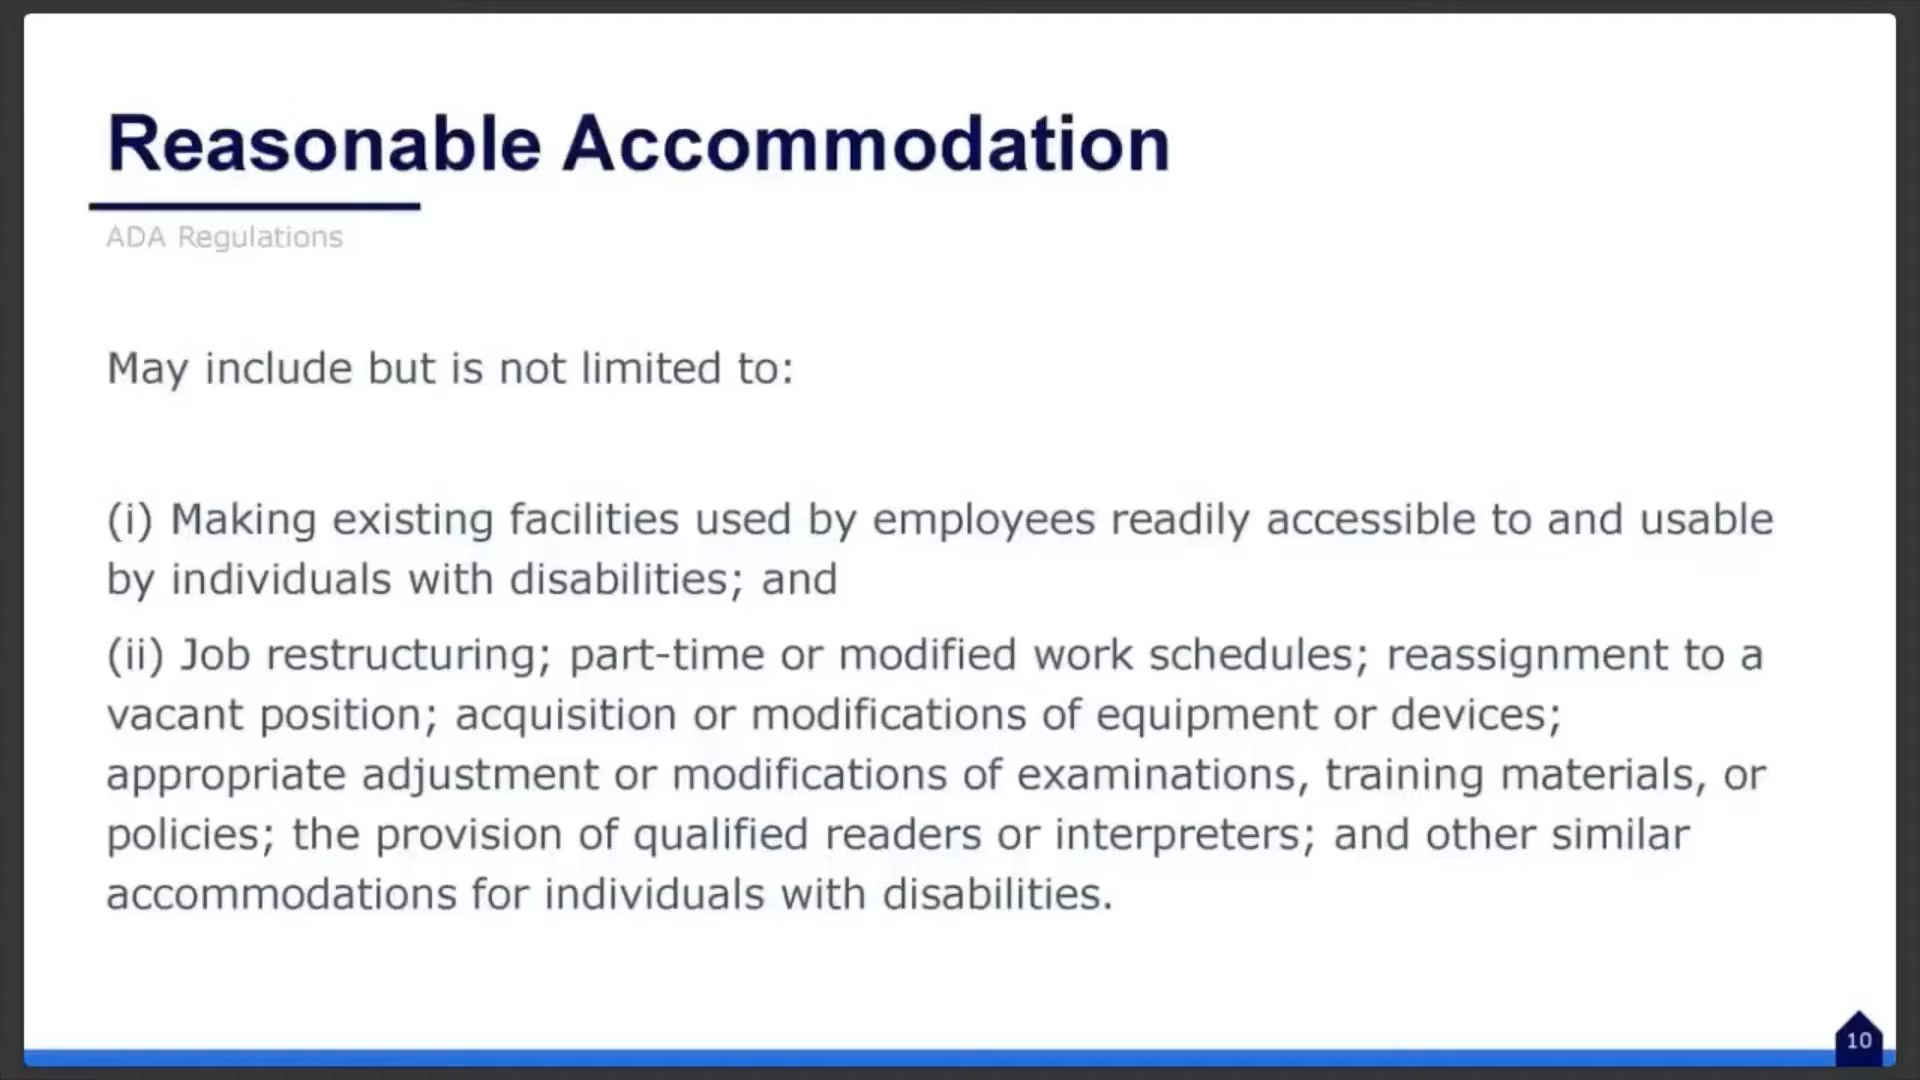 Reasonable Accommodation
ADA Regulations
May include but is not limited to:
(i) Making existing facilities used by employees readily accessible to and usable
by individuals with disabilities; and
(ii) Job restructuring; part-time or modified work schedules; reassignment to a
vacant position; acquisition or modifications of equipment or devices;
appropriate adjustment or modifications of examinations, training materials, or
policies; the provision of qualified readers or interpreters; and other similar
accommodations for individuals with disabilities.
10